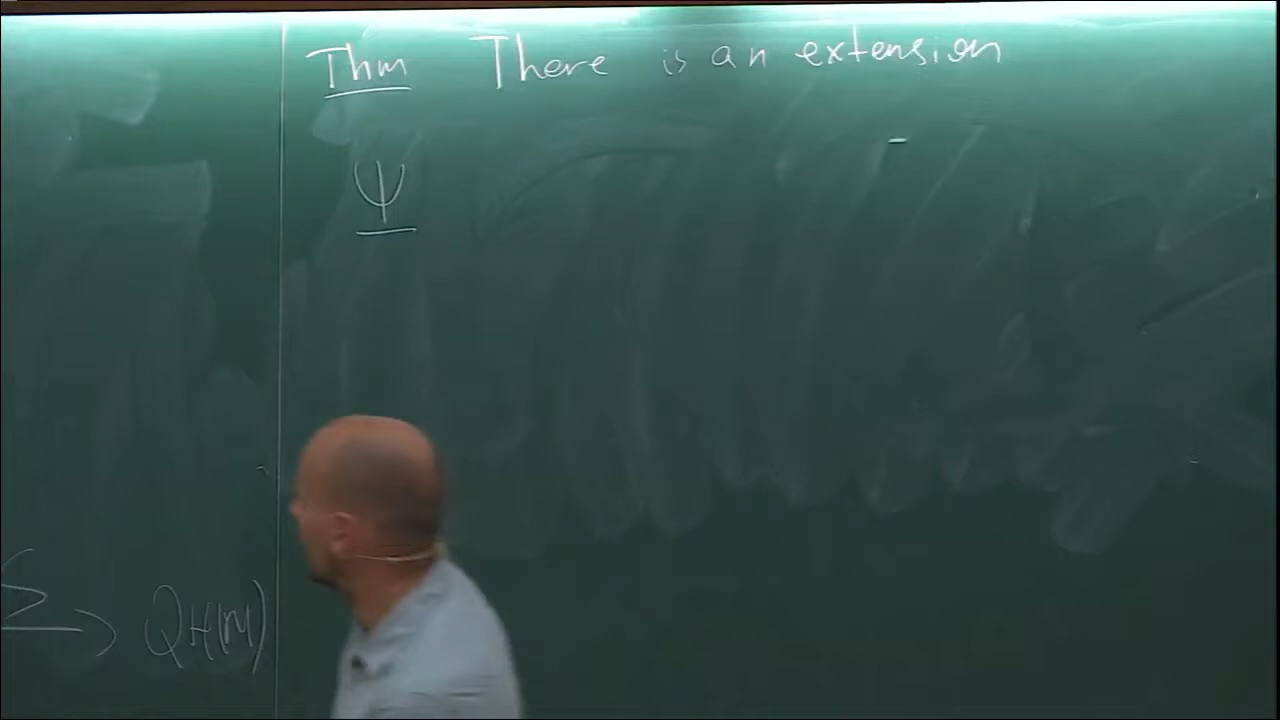 Thm There is an extension
Ψ
→ QH(M)